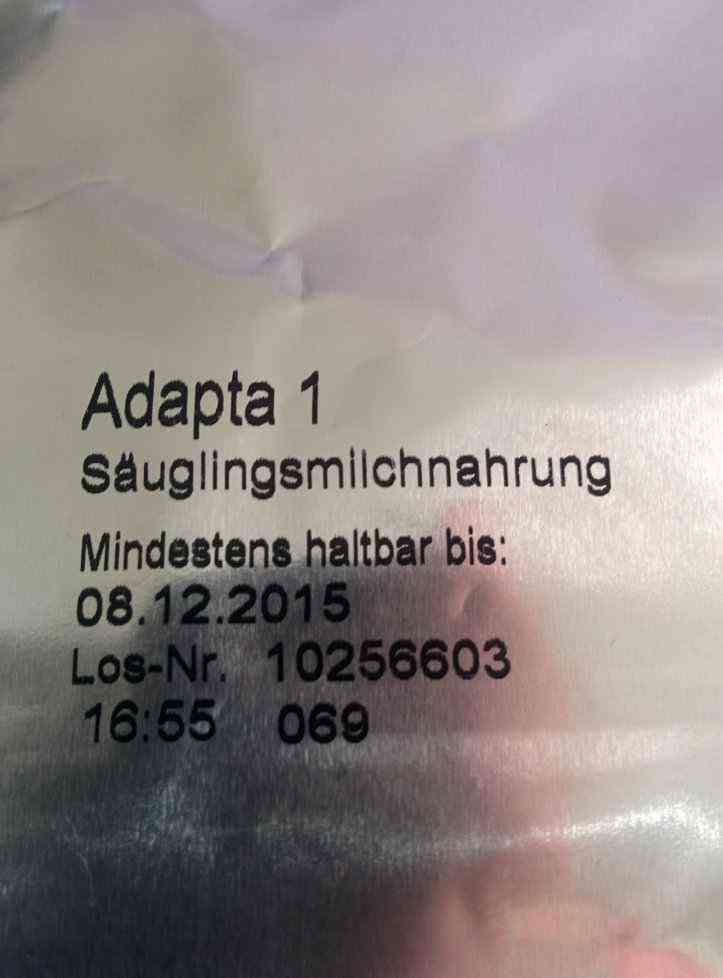 Adapta 1
Säuglingsmilchnahrung
Mindestens haltbar bis:
08.12.2015
Los-Nr. 10256603
16:55 069